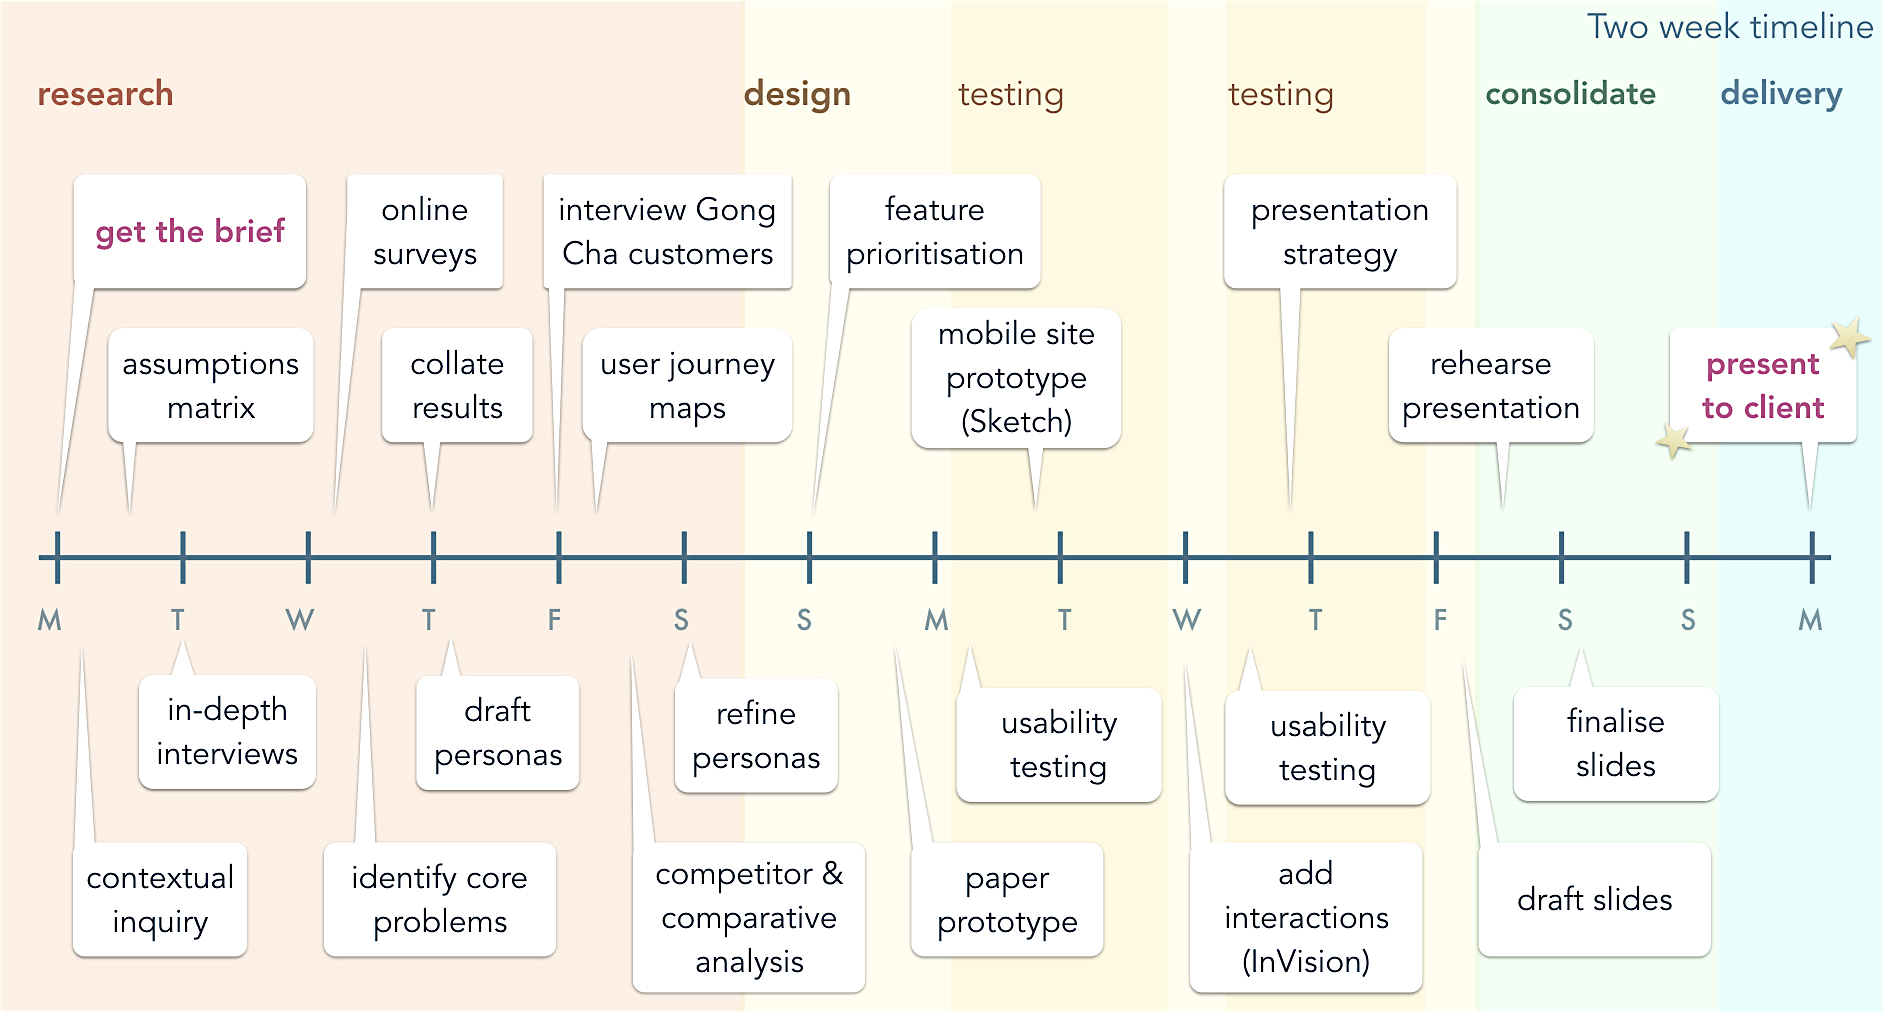 Two week timeline
research
design
testing
testing
consolidate
delivery
get the brief
online
surveys
interview Gong
Cha customers
feature
prioritisation
presentation
strategy
assumptions
matrix
collate
results
user journey
maps
mobile site
prototype
(Sketch)
rehearse
presentation
present
to client
M T W T F S S M T W T F S S M
in-depth
interviews
draft
personas
refine
personas
usability
testing
usability
testing
finalise
slides
contextual
inquiry
identify core
problems
competitor &
comparative
analysis
paper
prototype
add
interactions
(InVision)
draft slides